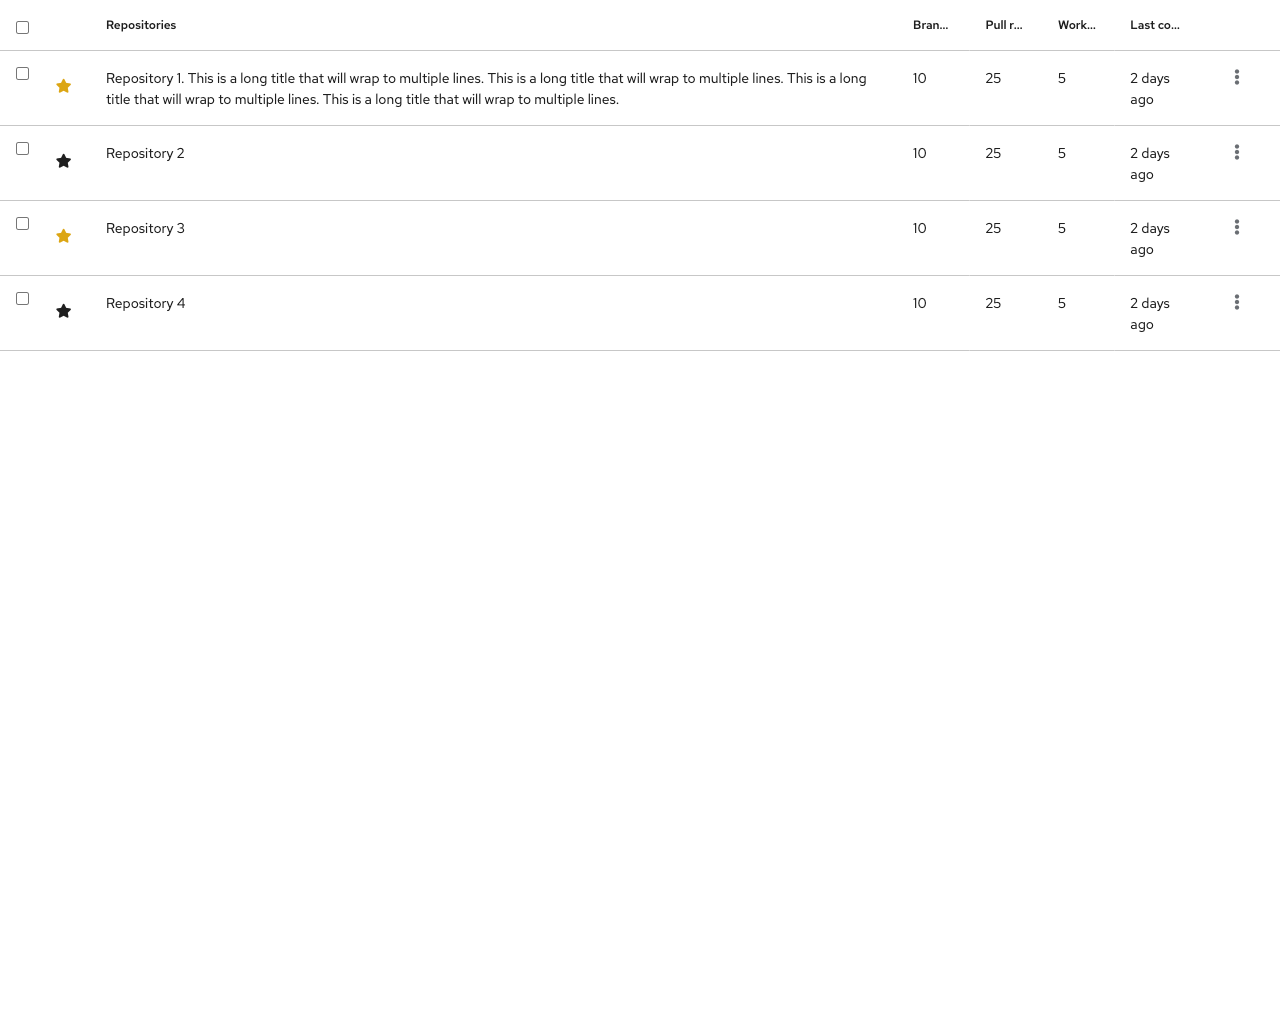 Repositories Bran... Pull r... Work... Last co...
Repository 1. This is a long title that will wrap to multiple lines. This is a long title that will wrap to multiple lines. This is a long 10 25 5 2 days
title that will wrap to multiple lines. This is a long title that will wrap to multiple lines. ago
Repository 2 10 25 5 2 days
ago
Repository 3 10 25 5 2 days
ago
Repository 4 10 25 5 2 days
ago